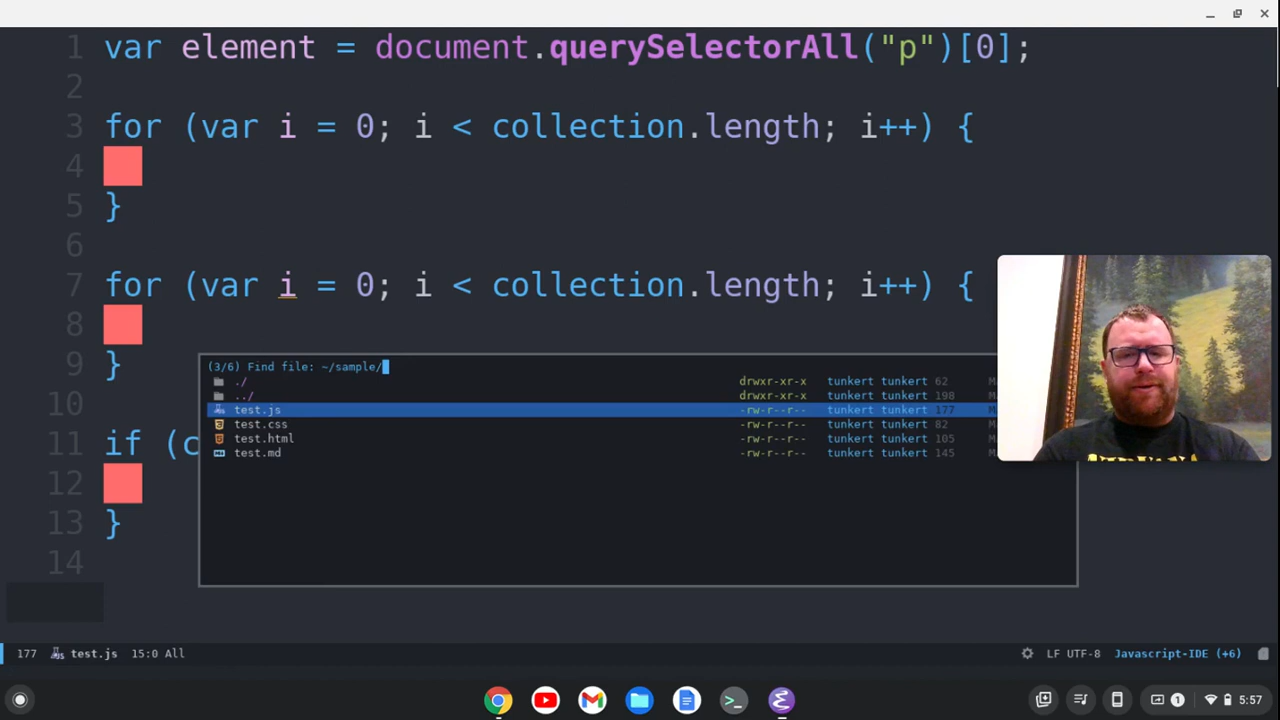 1 var element = document.querySelectorAll("p")[0];
2
3 for (var i = 0; i < collection.length; i++) {
4
5 }
6
7 for (var i = 0; i < collection.length; i++) {
8
9 }
10
11 if (c
12
13 }
14
(3/6) Find file: ~/sample/
./ drwxr-xr-x tunkert tunkert 62
../ drwxr-xr-x tunkert tunkert 198
test.js -rw-r--r-- tunkert tunkert 177
test.css -rw-r--r-- tunkert tunkert 82
test.html -rw-r--r-- tunkert tunkert 105
test.md -rw-r--r-- tunkert tunkert 145
177 test.js 15:0 All LF UTF-8 Javascript-IDE (+6)
1 5:57